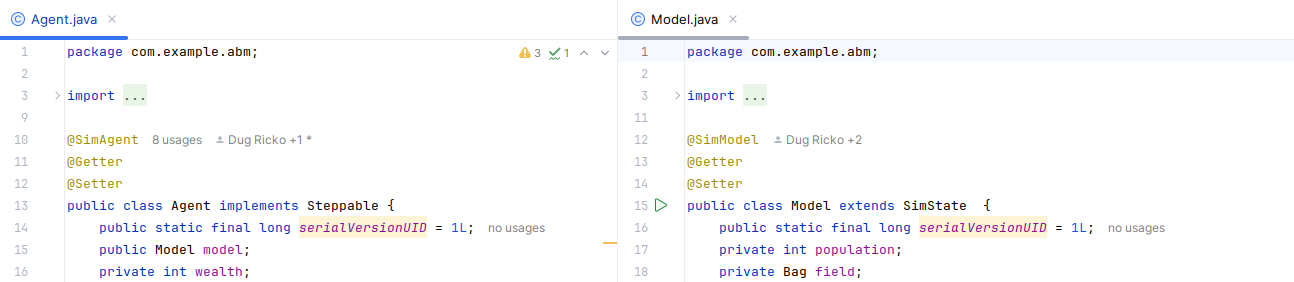 Agent.java
1 package com.example.abm; 3 1
2
3 import ...
9
10 @SimAgent 8 usages Dug Ricko +1 *
11 @Getter
12 @Setter
13 public class Agent implements Steppable {
14 public static final long serialVersionUID = 1L; no usages
15 public Model model;
16 private int wealth;
Model.java
1 package com.example.abm;
2
3 import ...
11
12 @SimModel Dug Ricko +2
13 @Getter
14 @Setter
15 public class Model extends SimState {
16 public static final long serialVersionUID = 1L; no usages
17 private int population;
18 private Bag field;